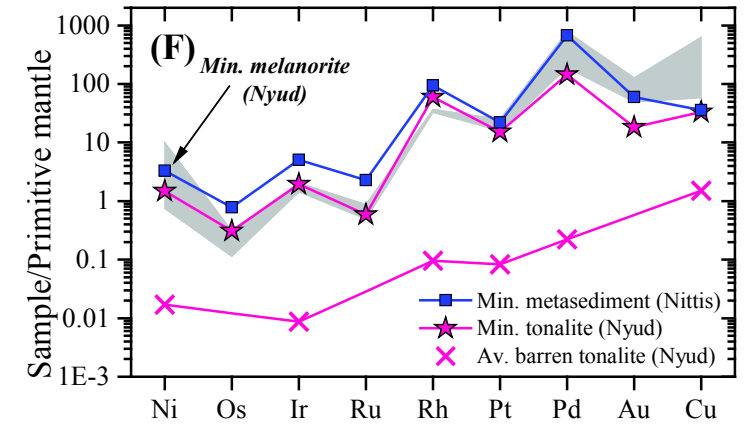 (F)
Min. melanorite
(Nyud)
Sample/Primitive mantle
1000
100
10
1
0.1
0.01
1E-3
Min. metasediment (Nittis)
Min. tonalite (Nyud)
Av. barren tonalite (Nyud)
Ni Os Ir Ru Rh Pt Pd Au Cu